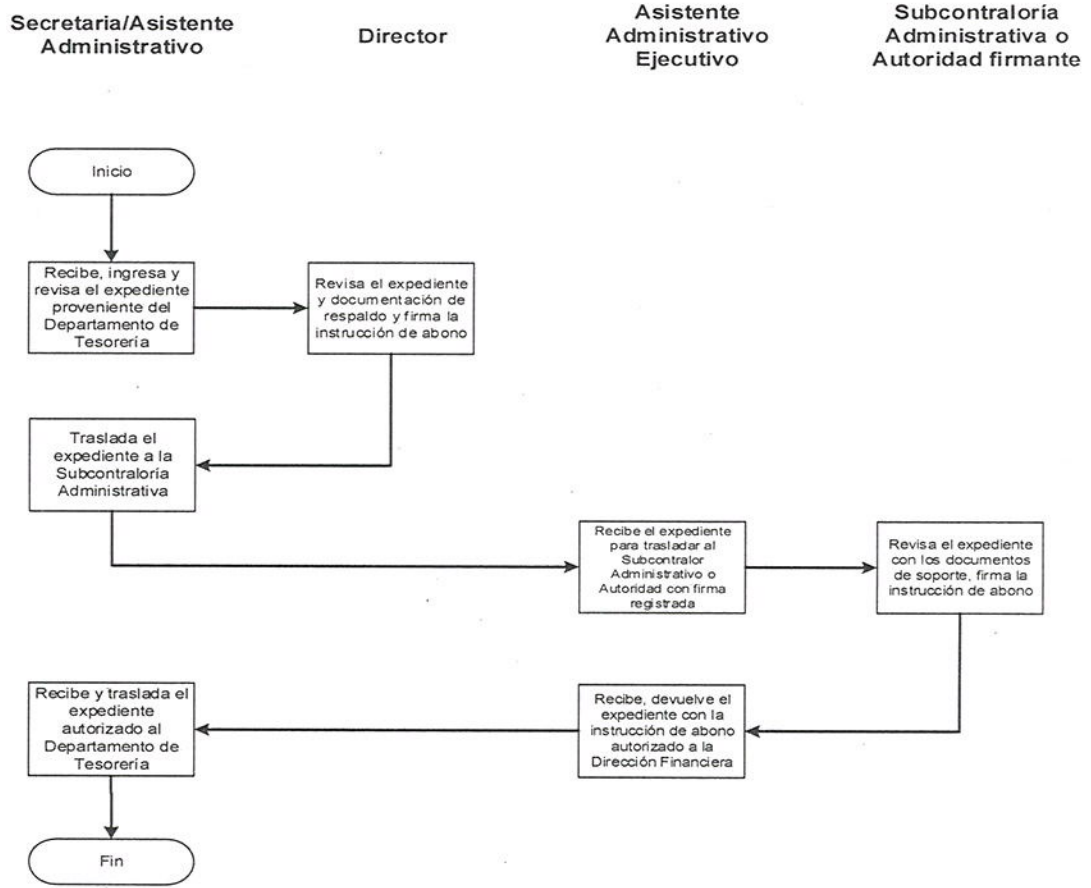 Secretaria/Asistente
Administrativo
Director
Asistente
Administrativo
Ejecutivo
Subcontraloría
Administrativa o
Autoridad firmante
Inicio
Recibe, ingresa y
revisa el expediente
proveniente del
Departamento de
Tesorería
Revisa el expediente
y documentación de
respaldo y firma la
instrucción de abono
Traslada el
expediente a la
Subcontraloría
Administrativa
Recibe el expediente
para trasladar al
Subcontralor
Administrativo o
Autoridad con firma
registrada
Revisa el expediente
con los documentos
de soporte, firma la
instrucción de abono
Recibe, devuelve el
expediente con la
instrucción de abono
autorizado a la
Dirección Financiera
Recibe y traslada el
expediente
autorizado al
Departamento de
Tesorería
Fin